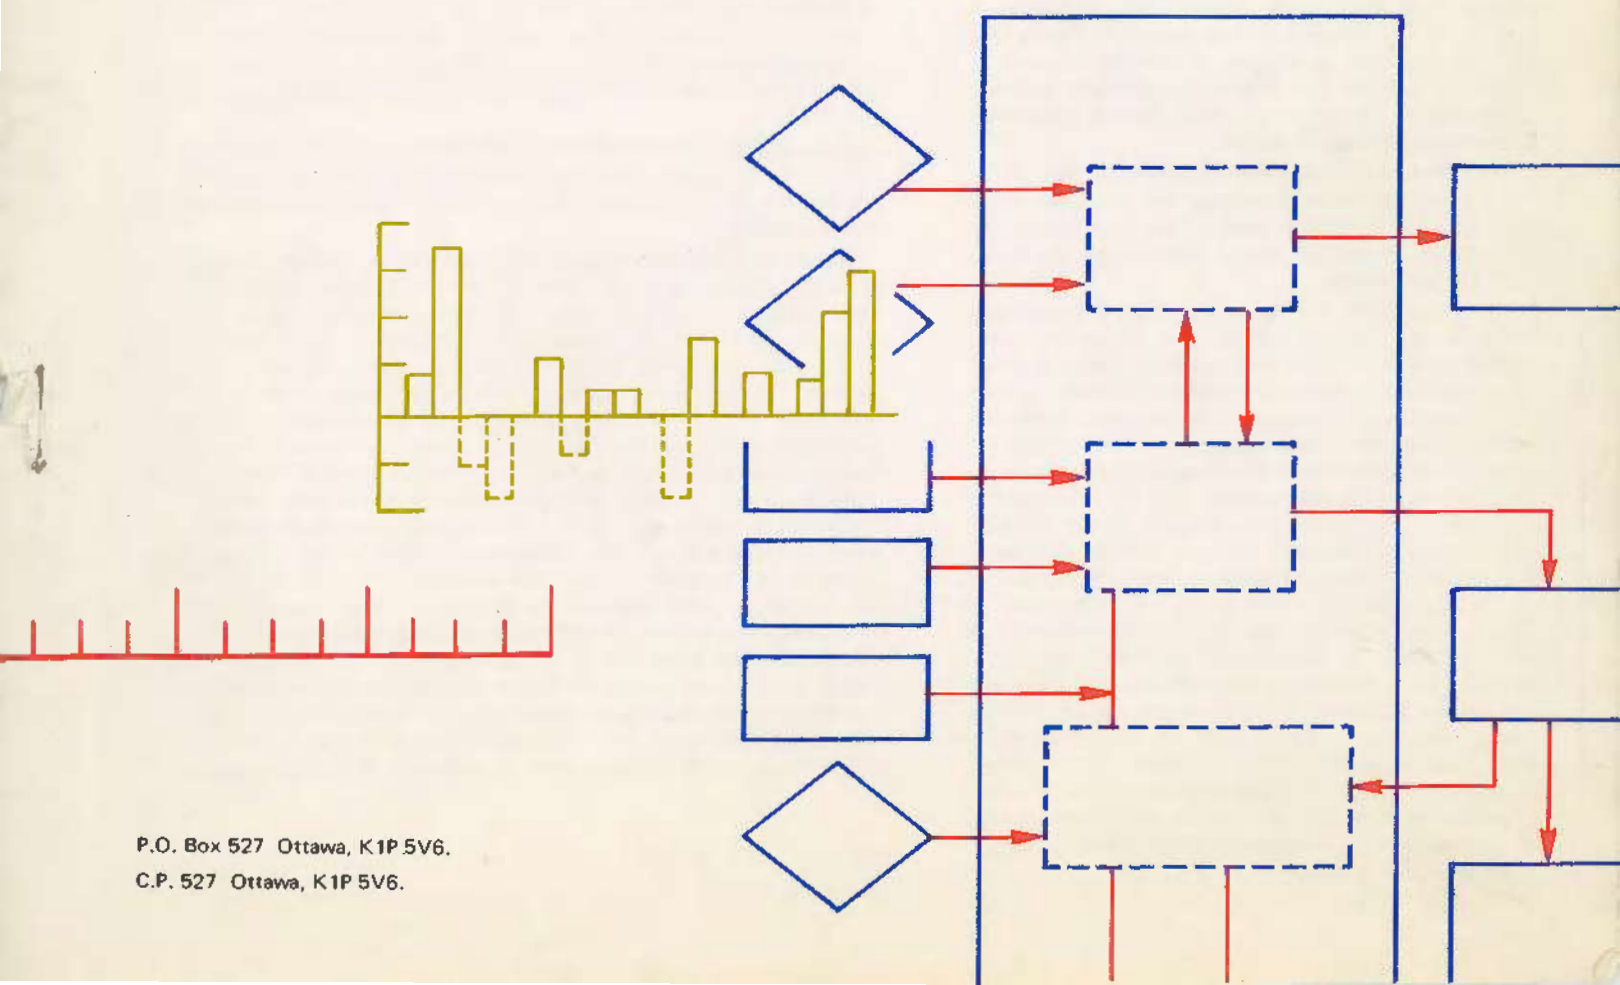 P.O. Box 527 Ottawa, K1P 5V6.
C.P. 527 Ottawa, K1P 5V6.